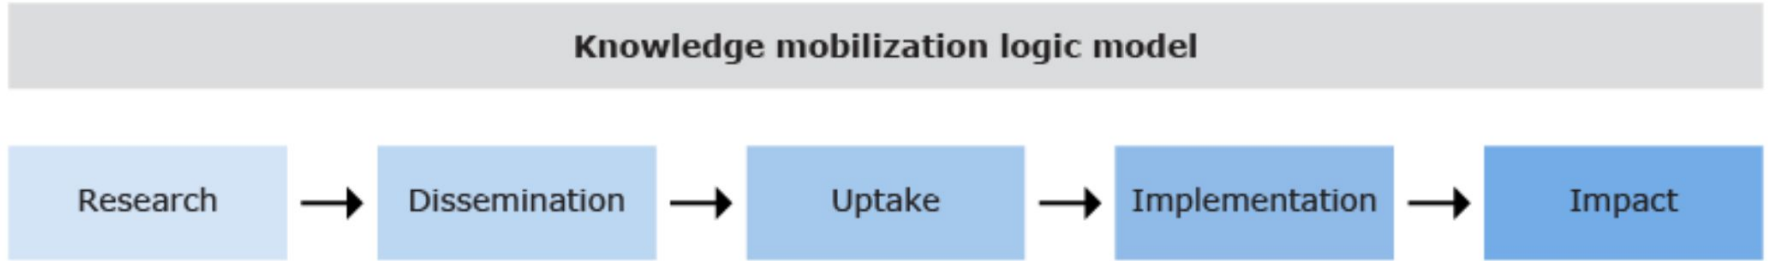 Knowledge mobilization logic model
Research
Dissemination
Uptake
Implementation
Impact